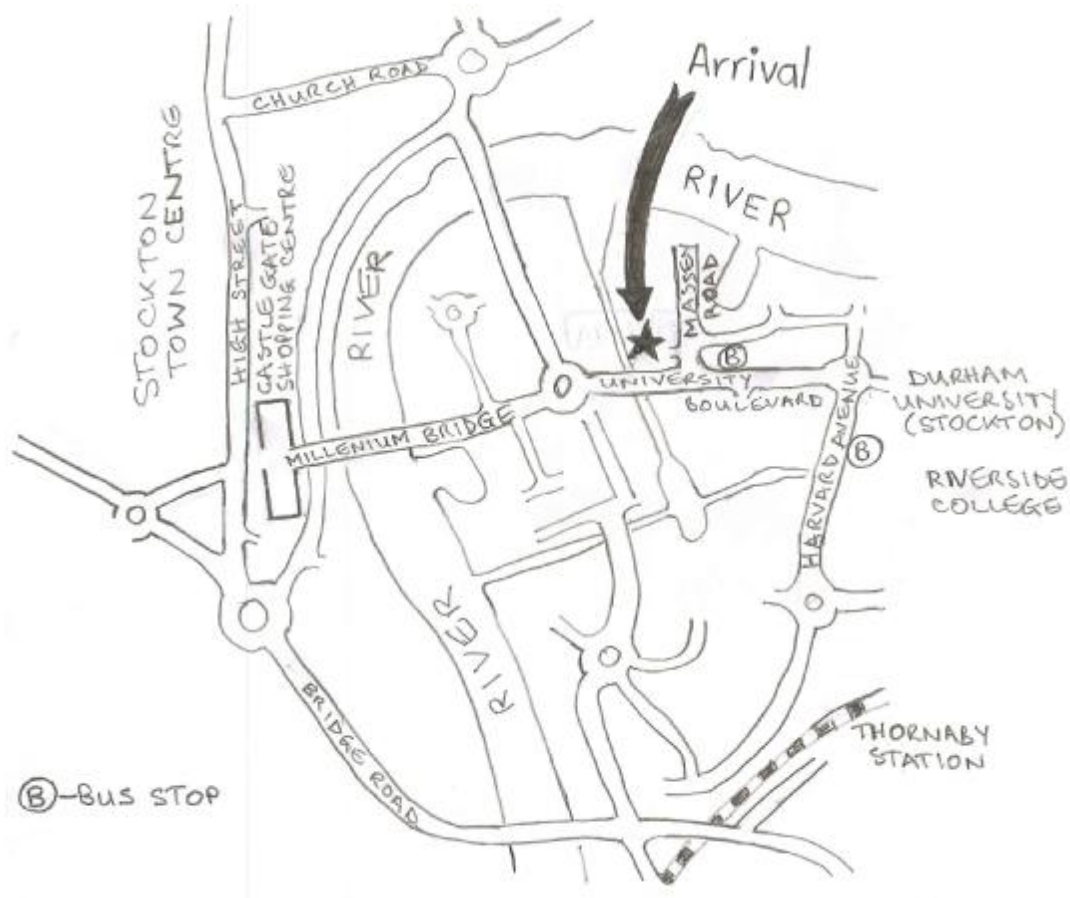 Arrival
CHURCH ROAD
STOCKTON
TOWN CENTRE
HIGH STREET
CASTLE GATE
SHOPPING CENTRE
RIVER
RIVER
MASSEY
ROAD
B
UNIVERSITY
BOULEVARD
MILLENIUM BRIDGE
HARVARD AVENUE
B
DURHAM
UNIVERSITY
(STOCKTON)
RIVERSIDE
COLLEGE
RIVER
BRIDGE ROAD
THORNABY
STATION
B-BUS STOP